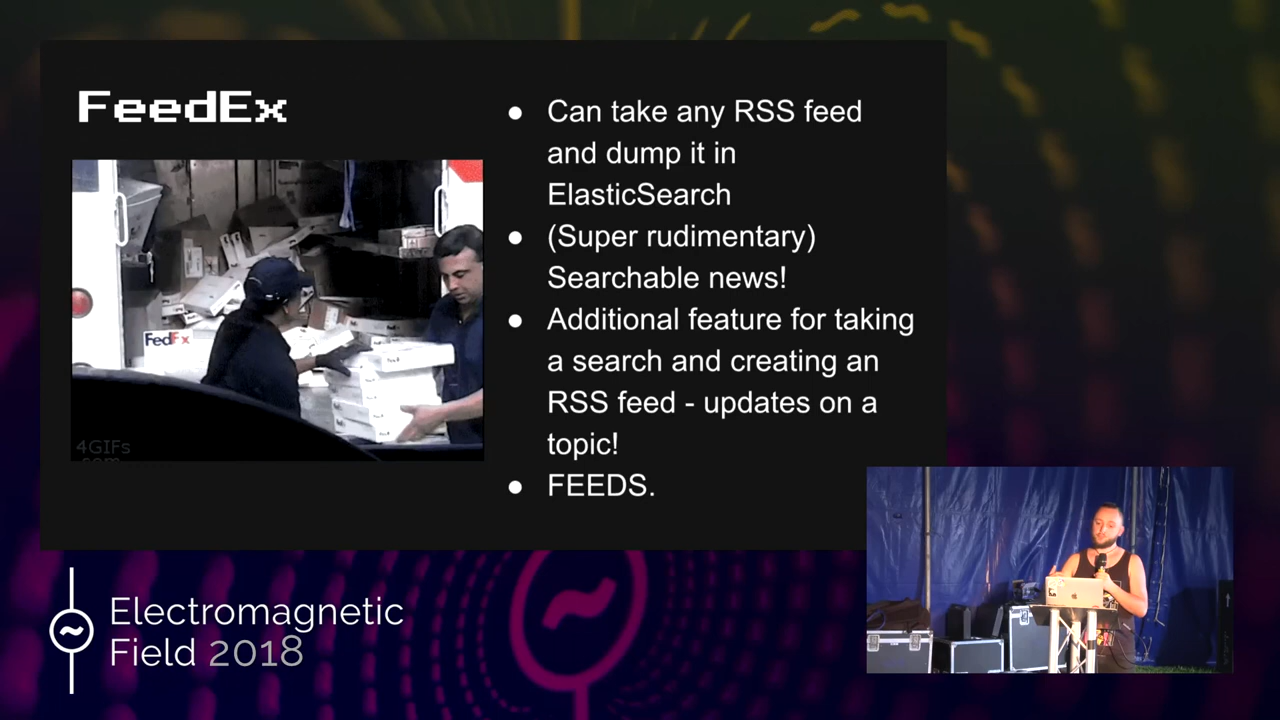 FeedEx
● Can take any RSS feed
and dump it in
ElasticSearch
● (Super rudimentary)
Searchable news!
● Additional feature for taking
a search and creating an
RSS feed - updates on a
topic!
● FEEDS.
FedEx
4GIFs
.com
Electromagnetic
Field 2018